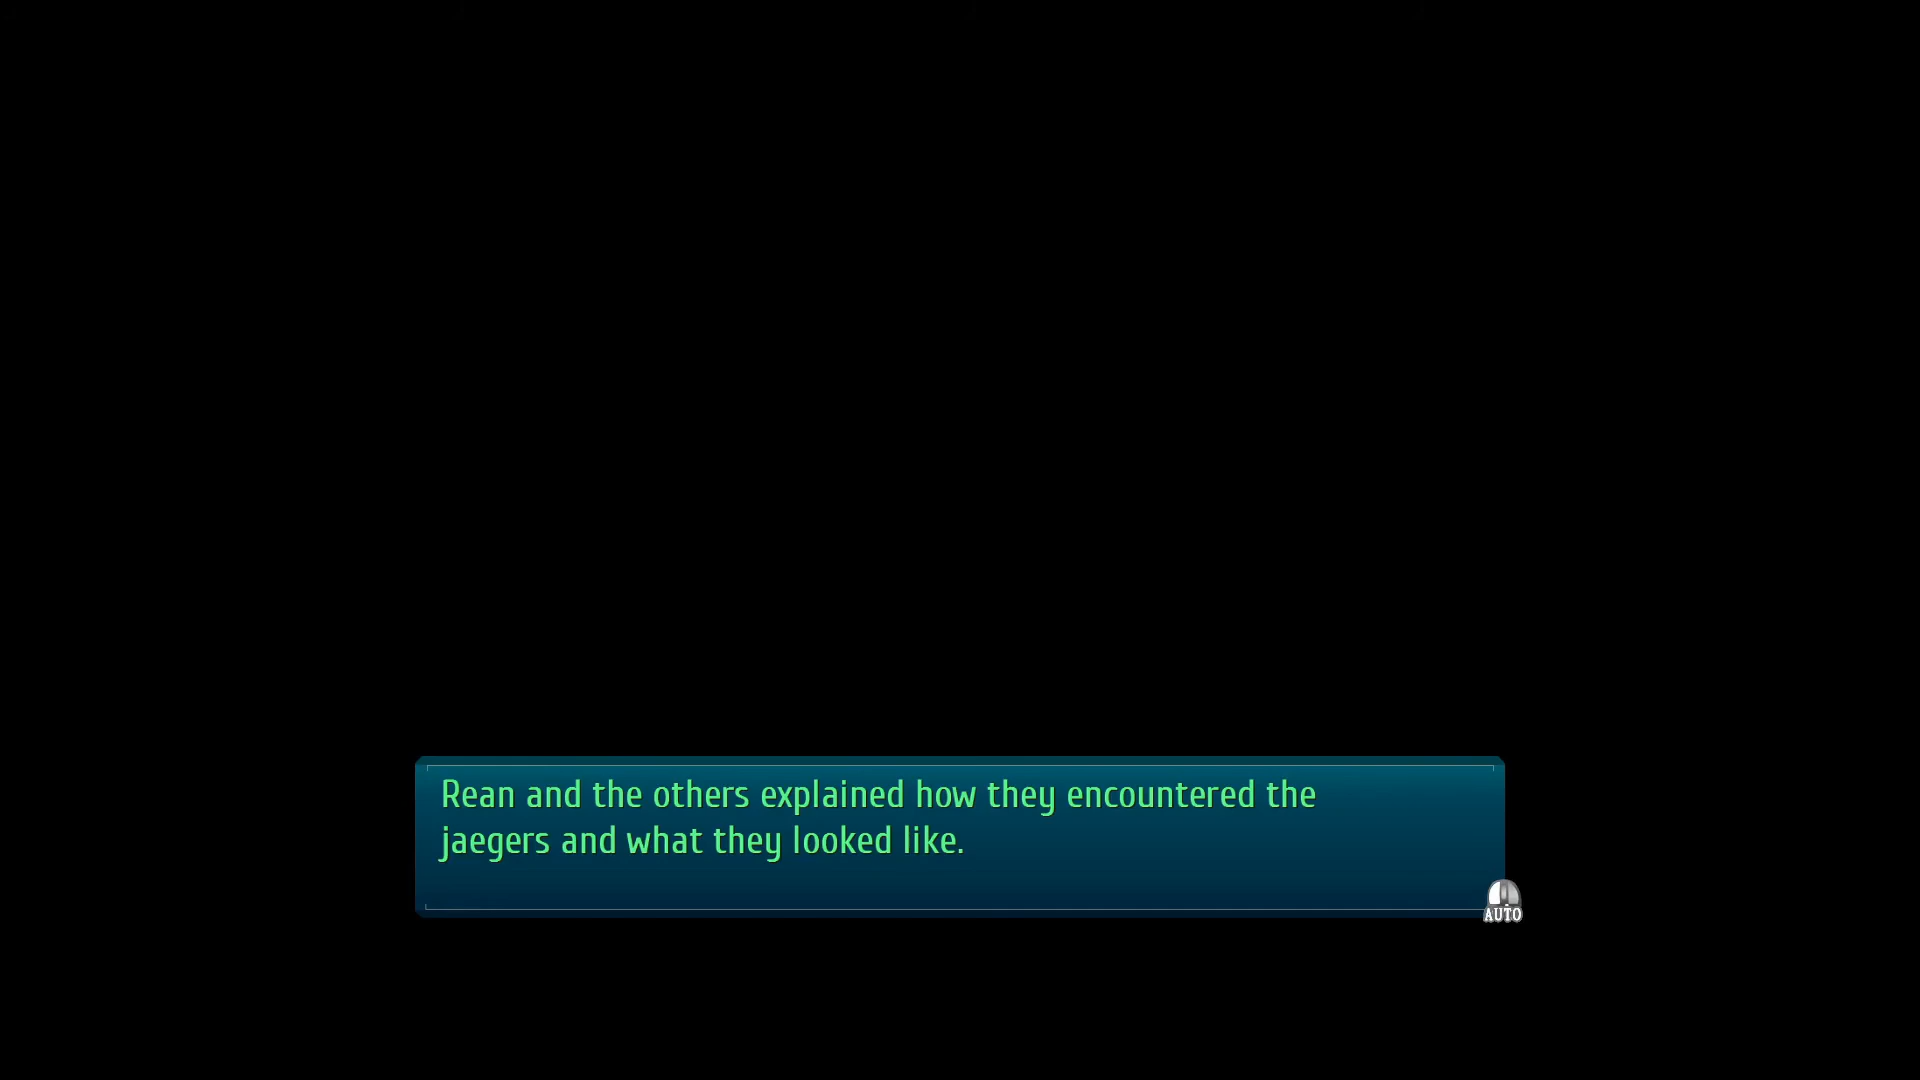 Rean and the others explained how they encountered the
jaegers and what they looked like.
AUTO